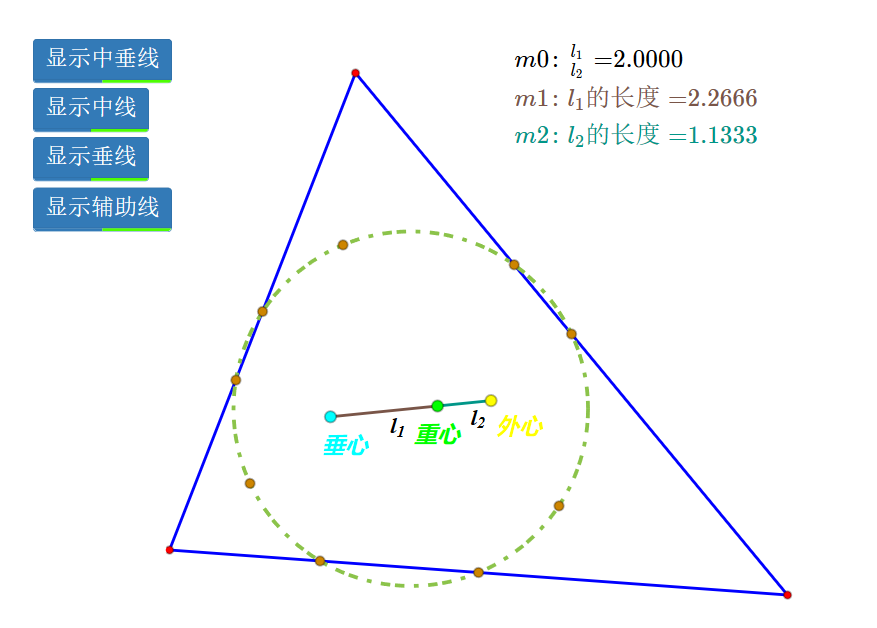 显示中垂线
显示中线
显示垂线
显示辅助线
m0: l₁/l₂ =2.0000
m1: l₁的长度 =2.2666
m2: l₂的长度 =1.1333
l₁
l₂
垂心
重心
外心